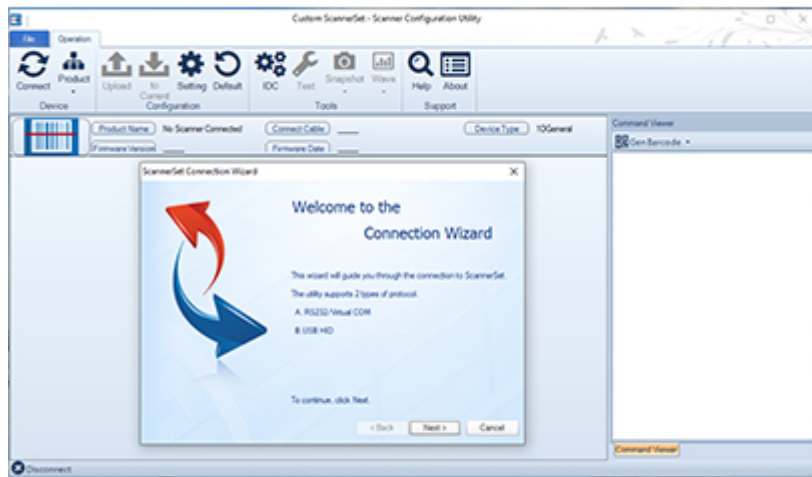 Custom ScannerSet - Scanner Configuration Utility
File Operation
Connect Product Upload to Current Setting Default IDC Test Snapshot Wave Help About
Device Configuration Tools Support
Product Name No Scanner Connected Connect Cable Device Type 1DGeneral
Firmware Version Firmware Date
Command Viewer
Gen Barcode
ScannerSet Connection Wizard
Welcome to the
Connection Wizard
This wizard will guide you through the connection to ScannerSet.
The utility supports 2 types of protocol.
A. RS232/Virtual COM
B. USB HID
To continue, click Next.
< Back Next > Cancel
Command Viewer
Disconnect